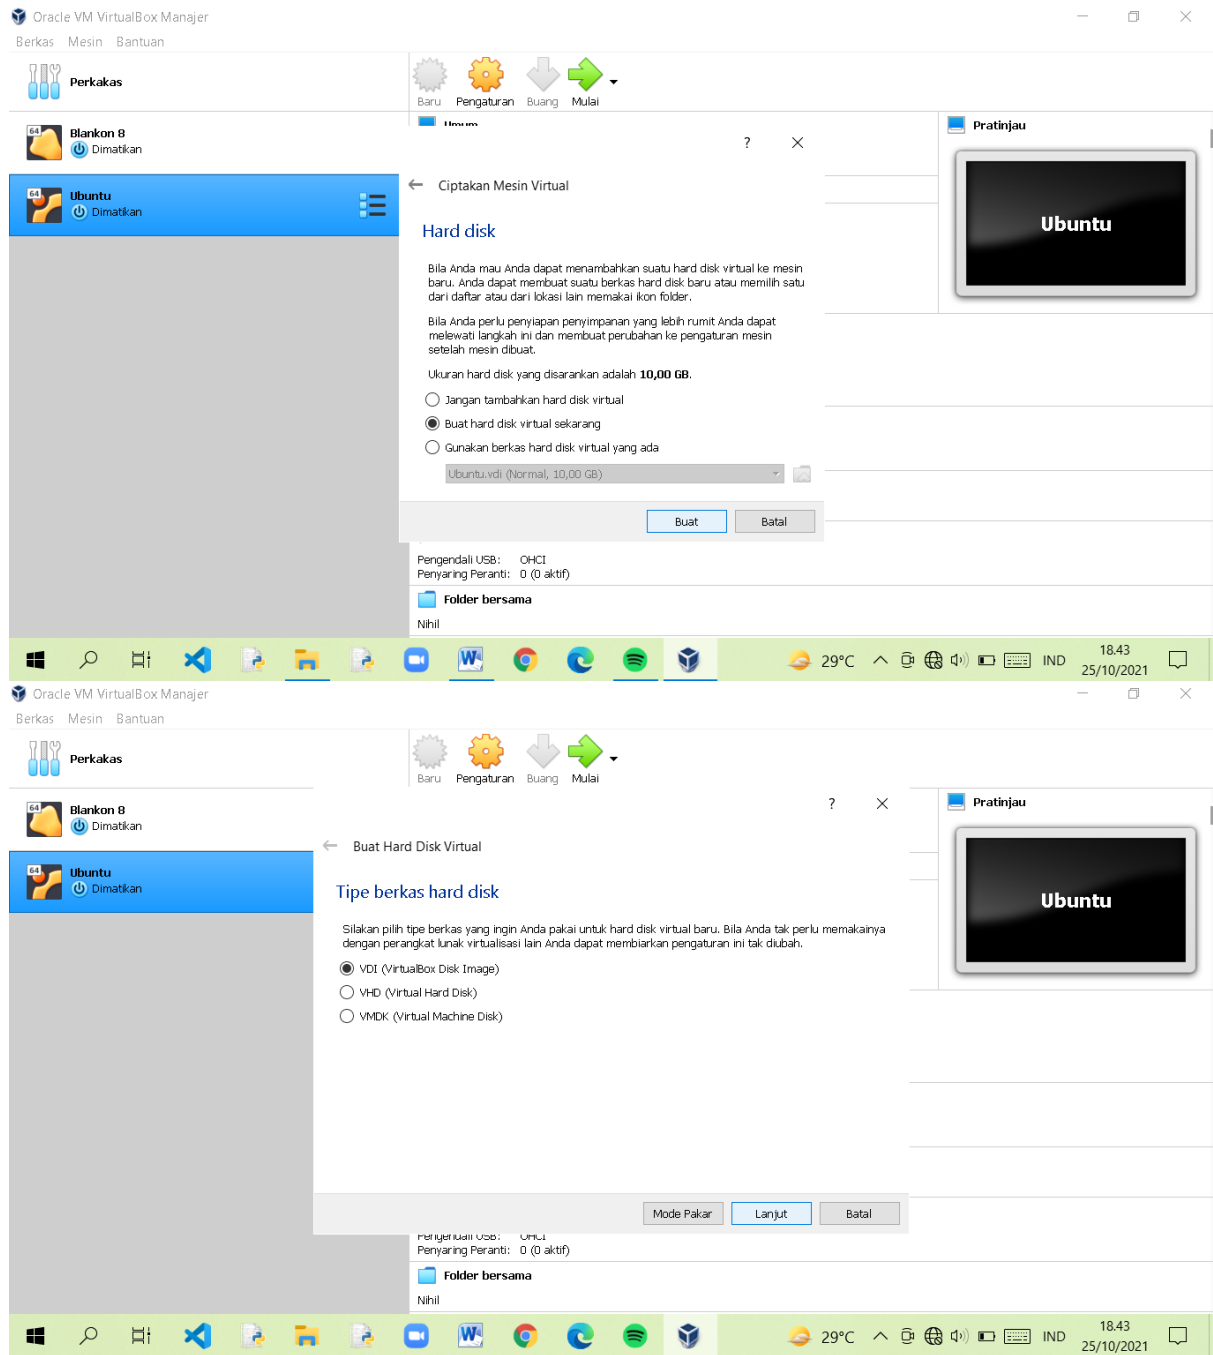 Oracle VM VirtualBox Manajer
Berkas Mesin Bantuan
Perkakas
Baru Pengaturan Buang Mulai
64 Blankon 8
Dimatikan
64 Ubuntu
Dimatikan
Umum
Pratinjau
Ubuntu
? 
Ciptakan Mesin Virtual
Hard disk
Bila Anda mau Anda dapat menambahkan suatu hard disk virtual ke mesin
baru. Anda dapat membuat suatu berkas hard disk baru atau memilih satu
dari daftar atau dari lokasi lain memakai ikon folder.
Bila Anda perlu penyiapan penyimpanan yang lebih rumit Anda dapat
melewati langkah ini dan membuat perubahan ke pengaturan mesin
setelah mesin dibuat.
Ukuran hard disk yang disarankan adalah 10,00 GB.
Jangan tambahkan hard disk virtual
Buat hard disk virtual sekarang
Gunakan berkas hard disk virtual yang ada
Ubuntu.vdi (Normal, 10,00 GB)
Buat Batal
Pengendali USB: OHCI
Penyaring Peranti: 0 (0 aktif)
Folder bersama
Nihil
29°C IND 18.43
25/10/2021
Oracle VM VirtualBox Manajer
Berkas Mesin Bantuan
Perkakas
Baru Pengaturan Buang Mulai
64 Blankon 8
Dimatikan
64 Ubuntu
Dimatikan
Pratinjau
Ubuntu
?
Buat Hard Disk Virtual
Tipe berkas hard disk
Silakan pilih tipe berkas yang ingin Anda pakai untuk hard disk virtual baru. Bila Anda tak perlu memakainya
dengan perangkat lunak virtualisasi lain Anda dapat membiarkan pengaturan ini tak diubah.
VDI (VirtualBox Disk Image)
VHD (Virtual Hard Disk)
VMDK (Virtual Machine Disk)
Mode Pakar Lanjut Batal
Pengendali USB: OHCI
Penyaring Peranti: 0 (0 aktif)
Folder bersama
Nihil
29°C IND 18.43
25/10/2021